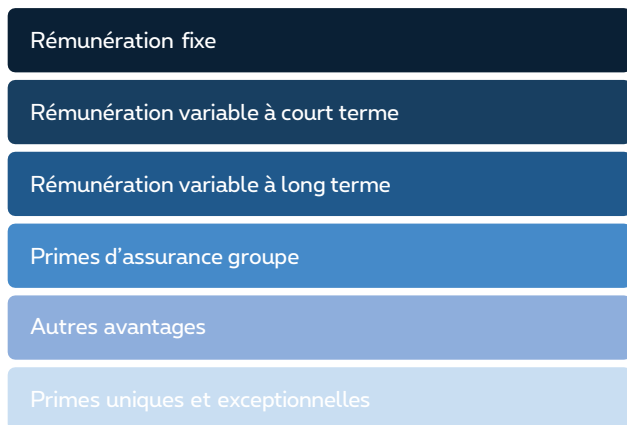 Rémunération fixe
Rémunération variable à court terme
Rémunération variable à long terme
Primes d’assurance groupe
Autres avantages
Primes uniques et exceptionnelles